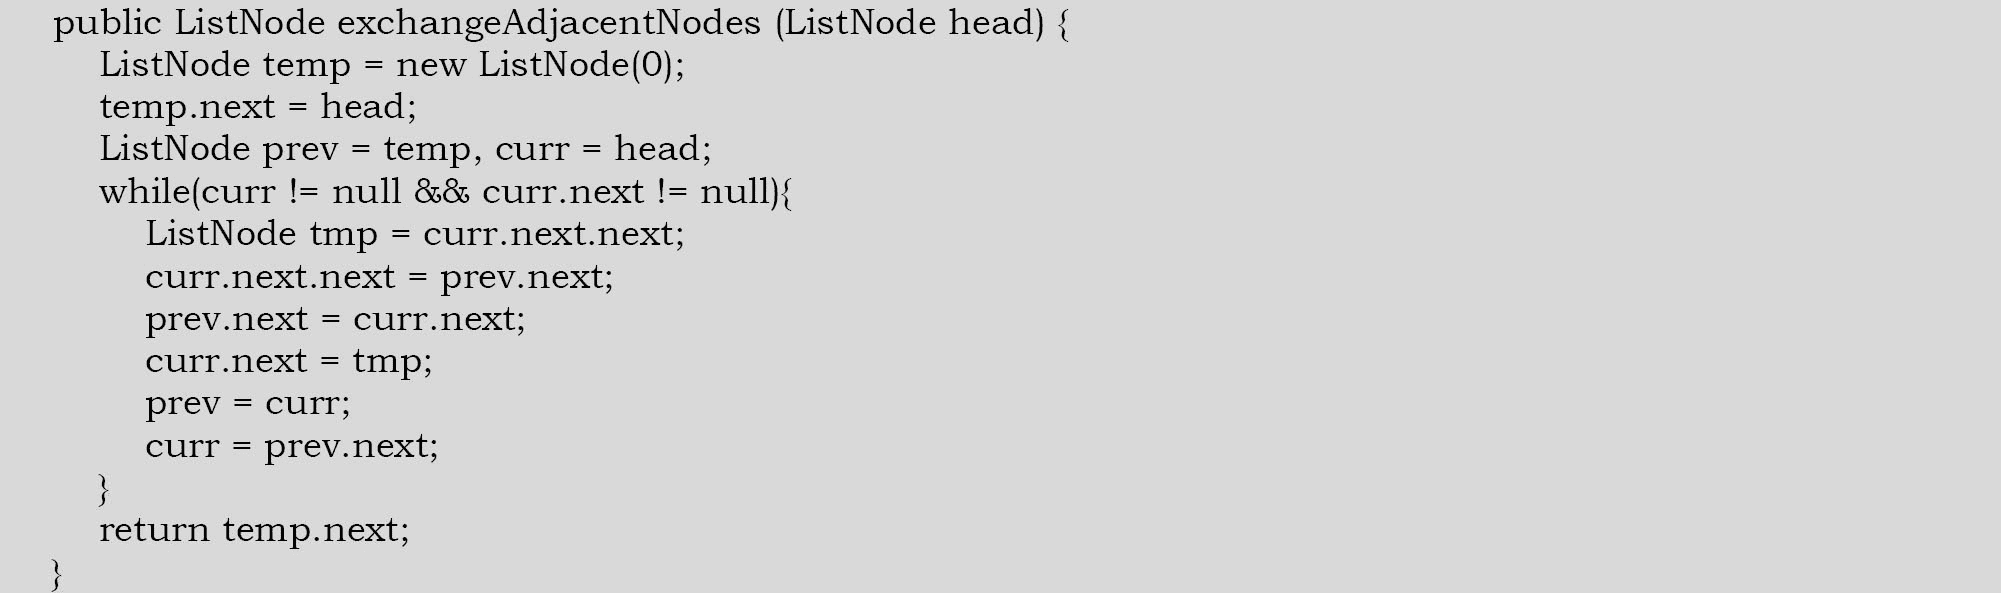 public ListNode exchangeAdjacentNodes (ListNode head) {
ListNode temp = new ListNode(0);
temp.next = head;
ListNode prev = temp, curr = head;
while(curr != null && curr.next != null){
ListNode tmp = curr.next.next;
curr.next.next = prev.next;
prev.next = curr.next;
curr.next = tmp;
prev = curr;
curr = prev.next;
}
return temp.next;
}